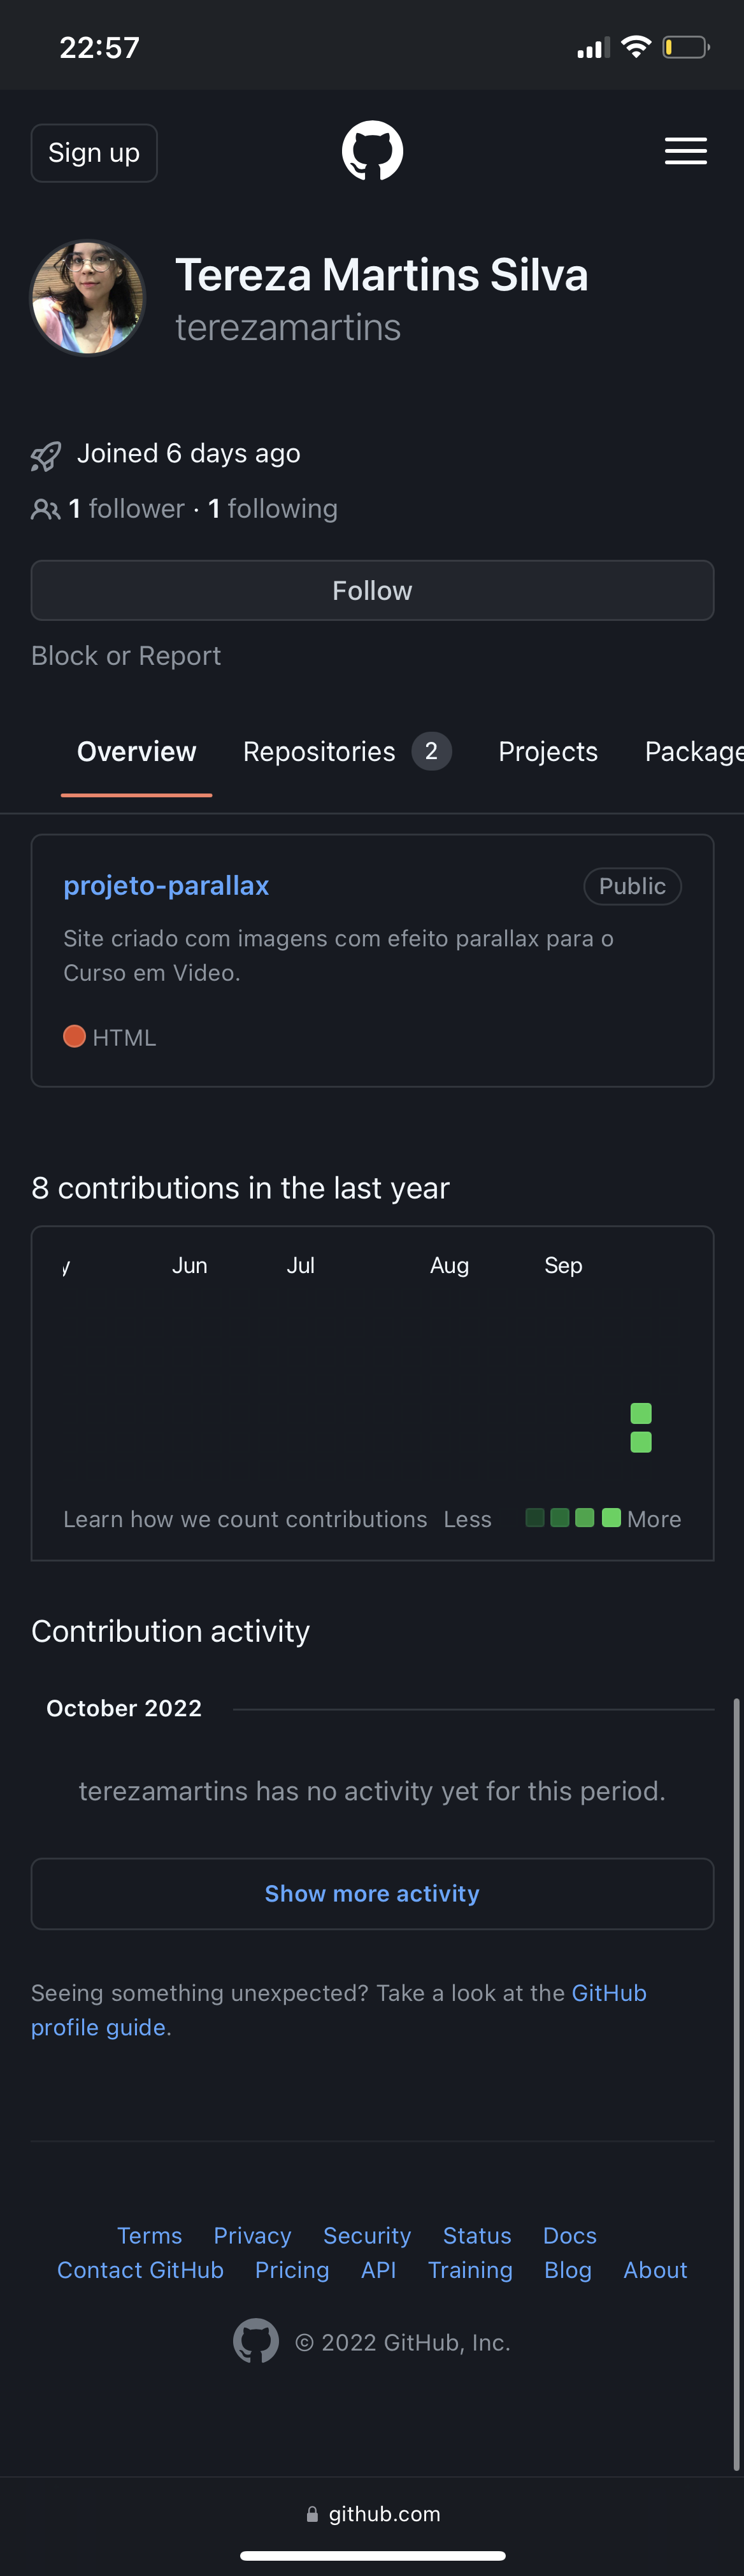 22:57
Sign up
Tereza Martins Silva
terezamartins
Joined 6 days ago
1 follower · 1 following
Follow
Block or Report
Overview Repositories 2 Projects Package
projeto-parallax Public
Site criado com imagens com efeito parallax para o
Curso em Video.
HTML
8 contributions in the last year
y Jun Jul Aug Sep
Learn how we count contributions Less More
Contribution activity
October 2022
terezamartins has no activity yet for this period.
Show more activity
Seeing something unexpected? Take a look at the GitHub
profile guide.
Terms Privacy Security Status Docs
Contact GitHub Pricing API Training Blog About
© 2022 GitHub, Inc.
github.com